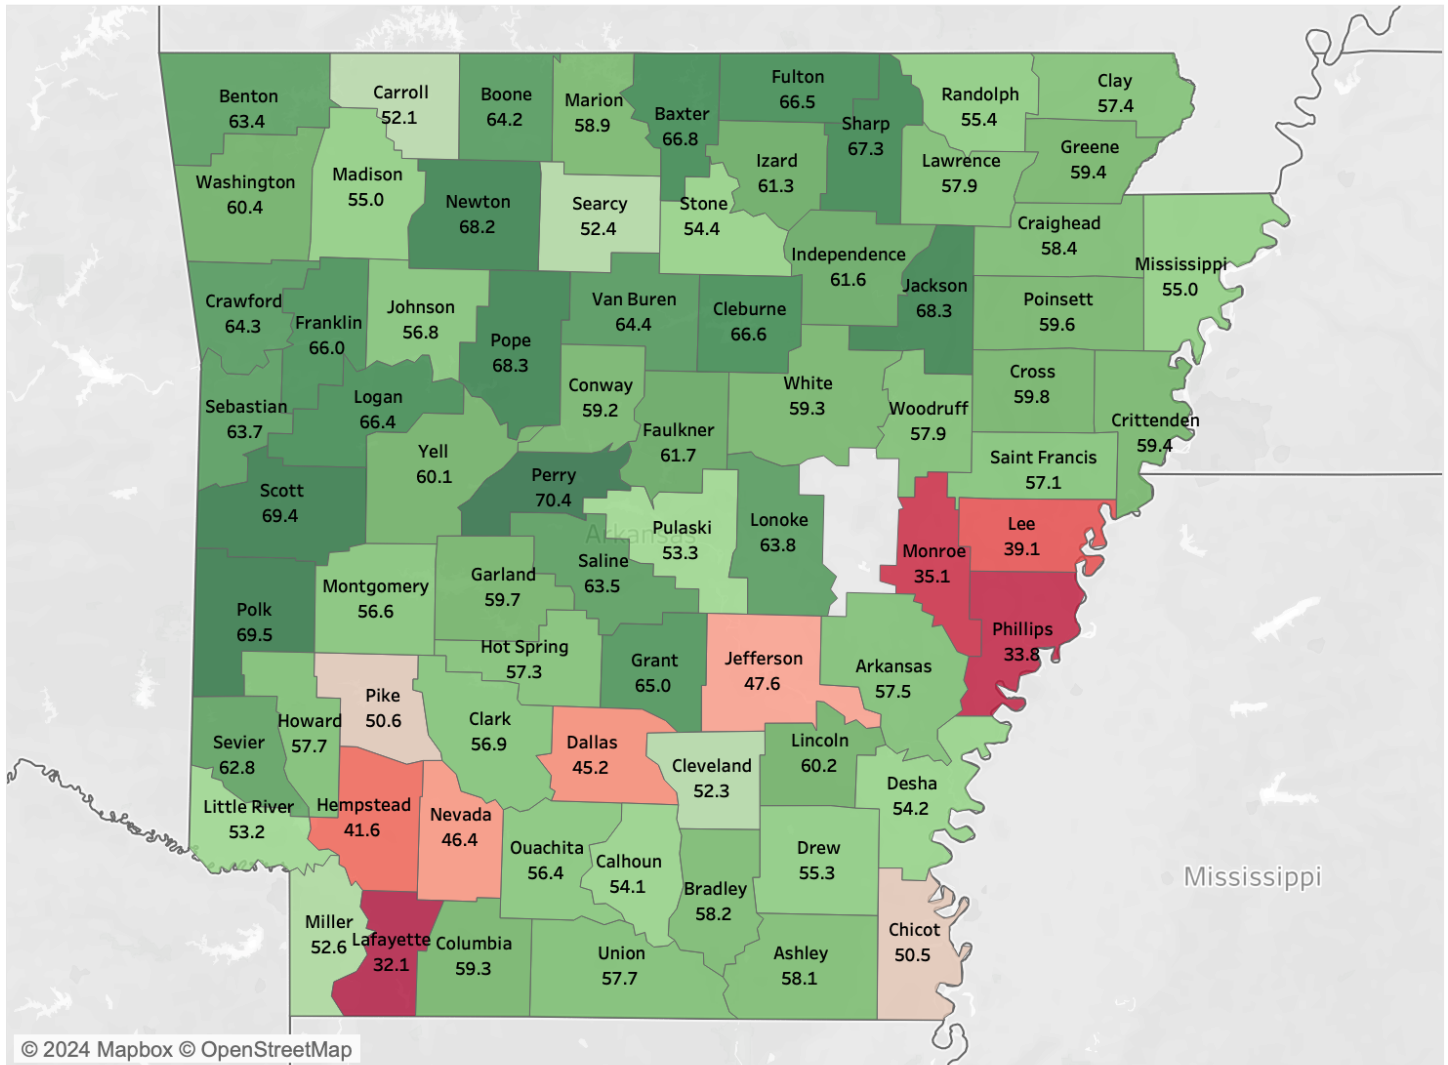 Benton
63.4
Carroll
52.1
Boone
64.2
Marion
58.9
Baxter
66.8
Fulton
66.5
Sharp
67.3
Randolph
55.4
Clay
57.4
Greene
59.4
Lawrence
57.9
Izard
61.3
Washington
60.4
Madison
55.0
Newton
68.2
Searcy
52.4
Stone
54.4
Independence
61.6
Jackson
68.3
Craighead
58.4
Mississippi
55.0
Poinsett
59.6
Crawford
64.3
Franklin
66.0
Johnson
56.8
Pope
68.3
Van Buren
64.4
Cleburne
66.6
Conway
59.2
White
59.3
Woodruff
57.9
Cross
59.8
Crittenden
59.4
Sebastian
63.7
Logan
66.4
Yell
60.1
Faulkner
61.7
Saint Francis
57.1
Scott
69.4
Perry
70.4
Arkansas
Pulaski
53.3
Lonoke
63.8
Monroe
35.1
Lee
39.1
Saline
63.5
Garland
59.7
Montgomery
56.6
Polk
69.5
Hot Spring
57.3
Grant
65.0
Jefferson
47.6
Arkansas
57.5
Phillips
33.8
Pike
50.6
Howard
57.7
Sevier
62.8
Clark
56.9
Dallas
45.2
Cleveland
52.3
Lincoln
60.2
Desha
54.2
Little River
53.2
Hempstead
41.6
Nevada
46.4
Ouachita
56.4
Calhoun
54.1
Bradley
58.2
Drew
55.3
Mississippi
Miller
52.6
Lafayette
32.1
Columbia
59.3
Union
57.7
Ashley
58.1
Chicot
50.5
© 2024 Mapbox © OpenStreetMap